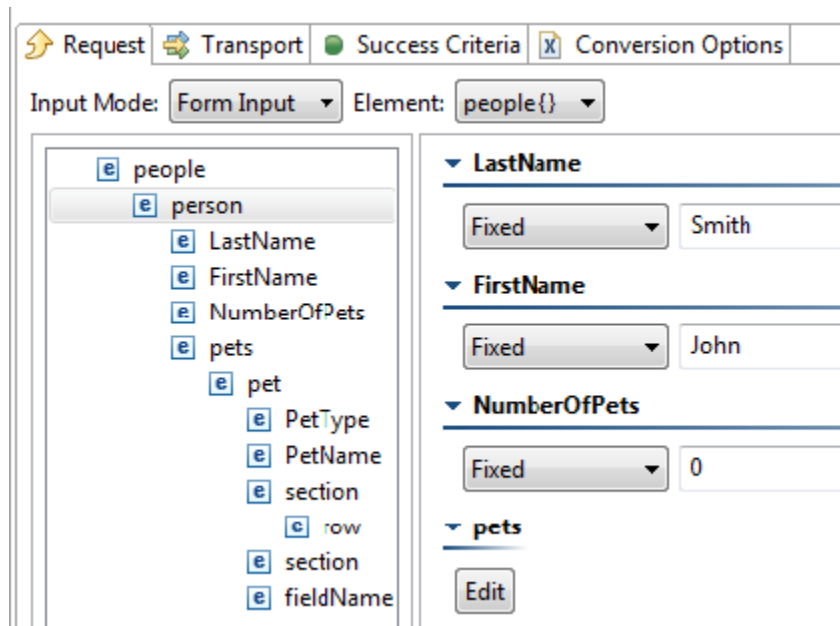 Request Transport Success Criteria Conversion Options
Input Mode: Form Input Element: people{}
people
person
LastName
FirstName
NumberOfPets
pets
pet
PetType
PetName
section
row
section
fieldName
LastName
Fixed Smith
FirstName
Fixed John
NumberOfPets
Fixed 0
pets
Edit